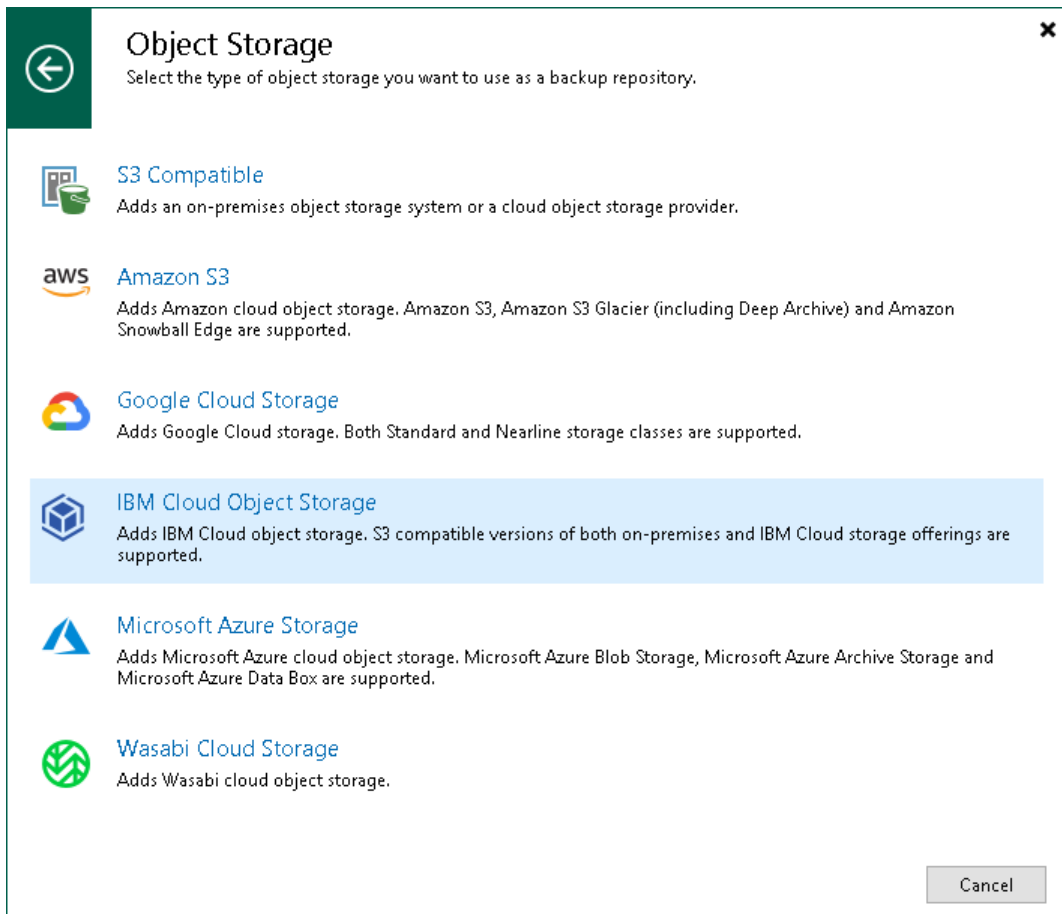 Object Storage
Select the type of object storage you want to use as a backup repository.
S3 Compatible
Adds an on-premises object storage system or a cloud object storage provider.
aws
Amazon S3
Adds Amazon cloud object storage. Amazon S3, Amazon S3 Glacier (including Deep Archive) and Amazon
Snowball Edge are supported.
Google Cloud Storage
Adds Google Cloud storage. Both Standard and Nearline storage classes are supported.
IBM Cloud Object Storage
Adds IBM Cloud object storage. S3 compatible versions of both on-premises and IBM Cloud storage offerings are
supported.
Microsoft Azure Storage
Adds Microsoft Azure cloud object storage. Microsoft Azure Blob Storage, Microsoft Azure Archive Storage and
Microsoft Azure Data Box are supported.
Wasabi Cloud Storage
Adds Wasabi cloud object storage.
Cancel